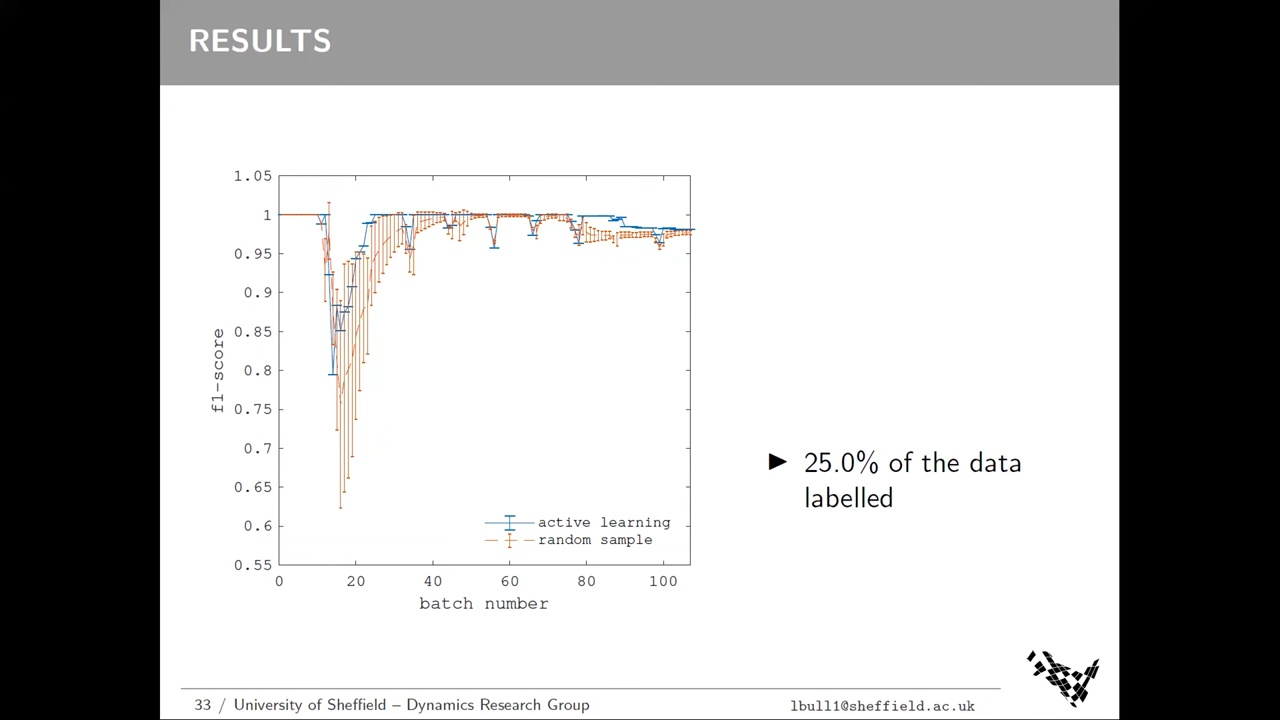 RESULTS
1.05
1
0.95
0.9
0.85
0.8
0.75
0.7
0.65
0.6
0.55
f1-score
0 20 40 60 80 100
batch number
active learning
random sample
► 25.0% of the data
labelled
33 / University of Sheffield – Dynamics Research Group
lbull1@sheffield.ac.uk